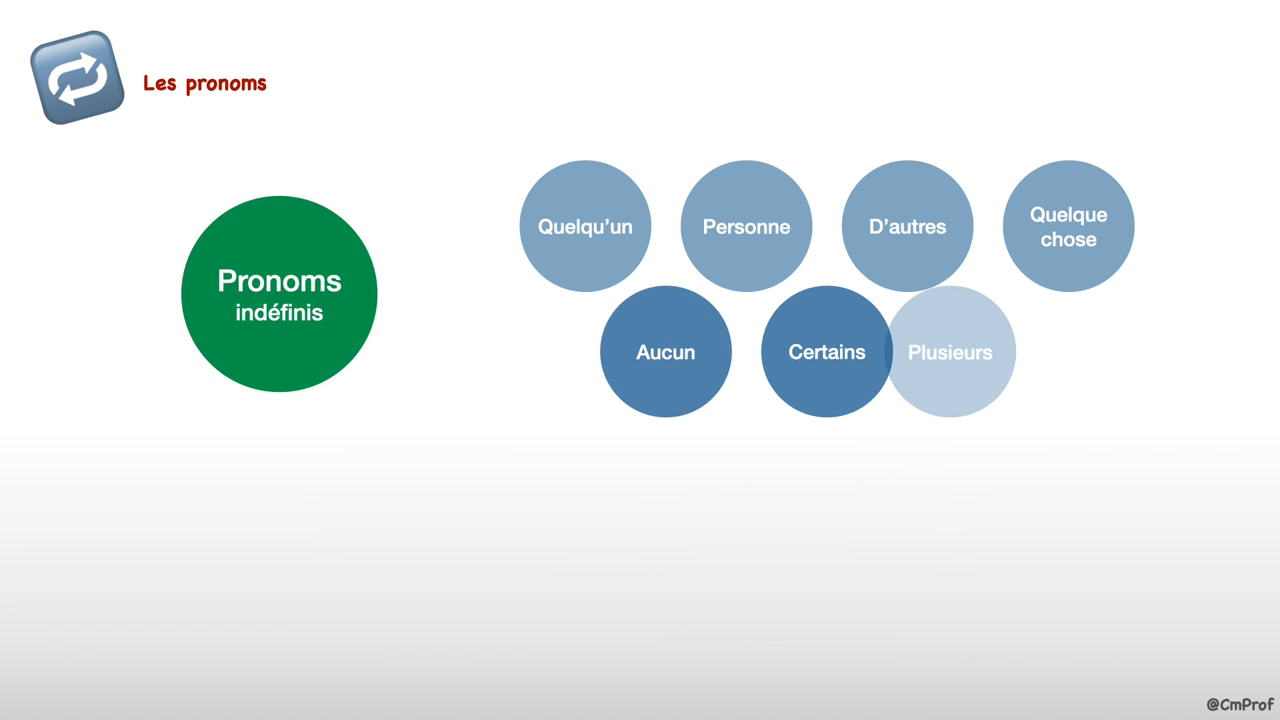 Les pronoms
Pronoms
indéfinis
Quelqu’un
Personne
D’autres
Quelque
chose
Aucun
Certains
Plusieurs
@CmProf